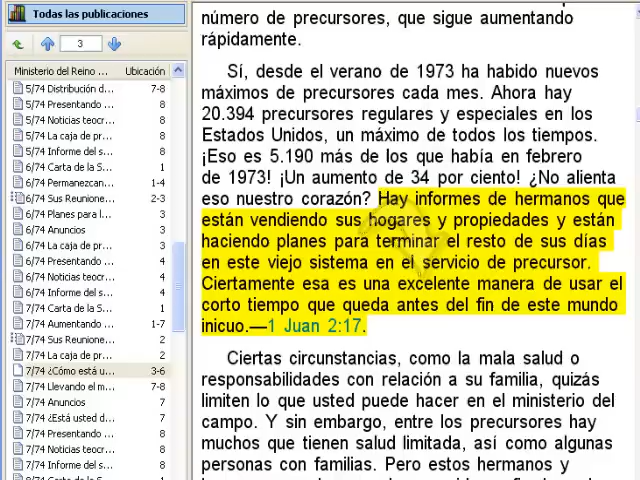 Todas las publicaciones
3
Ministerio del Reino ... Ubicación
5/74 Distribución d... 7-8
5/74 Presentando ... 8
5/74 Noticias teocr... 8
5/74 La caja de pr... 8
5/74 Informe del s... 8
6/74 Carta de la S... 1
6/74 Permanezcan... 1-4
6/74 Sus Reunione... 2-3
6/74 Planes para l... 3
6/74 Anuncios 3
6/74 La caja de pr... 3
6/74 Presentando ... 4
6/74 Noticias teocr... 4
6/74 Informe del s... 4
7/74 Carta de la S... 1
7/74 Aumentando ... 1-7
7/74 Sus Reunione... 2
7/74 La caja de pr... 2
7/74 ¿Cómo está u... 3-6
7/74 Llevando el m... 7-8
7/74 Anuncios 7
7/74 ¿Está usted d... 7
7/74 Presentando ... 8
7/74 Noticias teocr... 8
7/74 Informe del s... 8
número de precursores, que sigue aumentando
rápidamente.
Sí, desde el verano de 1973 ha habido nuevos
máximos de precursores cada mes. Ahora hay
20.394 precursores regulares y especiales en los
Estados Unidos, un máximo de todos los tiempos.
¡Eso es 5.190 más de los que había en febrero
de 1973! ¡Un aumento de 34 por ciento! ¿No alienta
eso nuestro corazón? Hay informes de hermanos que
están vendiendo sus hogares y propiedades y están
haciendo planes para terminar el resto de sus días
en este viejo sistema en el servicio de precursor.
Ciertamente esa es una excelente manera de usar el
corto tiempo que queda antes del fin de este mundo
inicuo.—1 Juan 2:17.
Ciertas circunstancias, como la mala salud o
responsabilidades con relación a su familia, quizás
limiten lo que usted puede hacer en el ministerio del
campo. Y sin embargo, entre los precursores hay
muchos que tienen salud limitada, así como algunas
personas con familias. Pero estos hermanos y